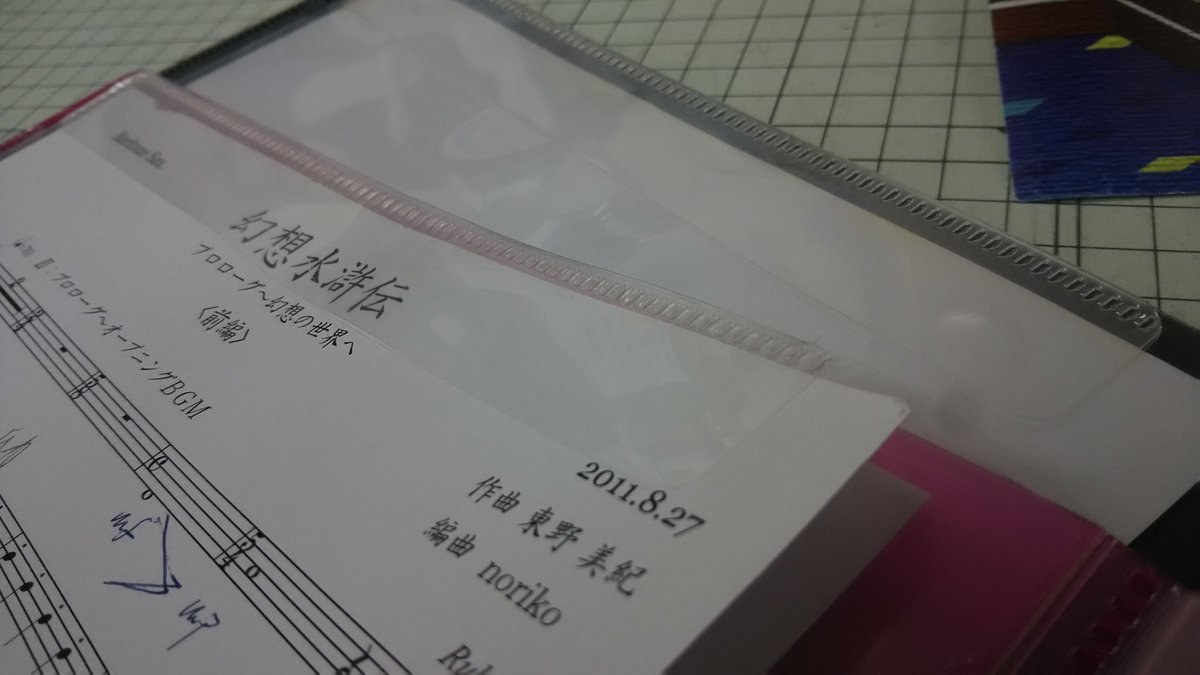 幻想水滸伝
プロローグ~幻想の世界へ
〈前編〉
II プロローグ~オープニングBGM
2011.8.27
作曲 東野 美紀
編曲 noriko
mf
mp